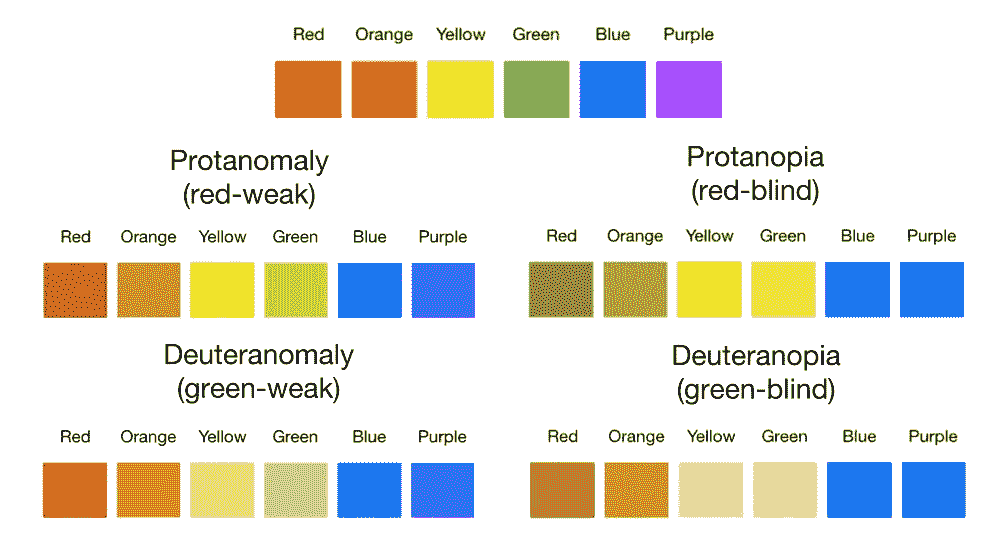 Red Orange Yellow Green Blue Purple
Protanomaly
(red-weak)
Red Orange Yellow Green Blue Purple
Protanopia
(red-blind)
Red Orange Yellow Green Blue Purple
Deuteranomaly
(green-weak)
Red Orange Yellow Green Blue Purple
Deuteranopia
(green-blind)
Red Orange Yellow Green Blue Purple